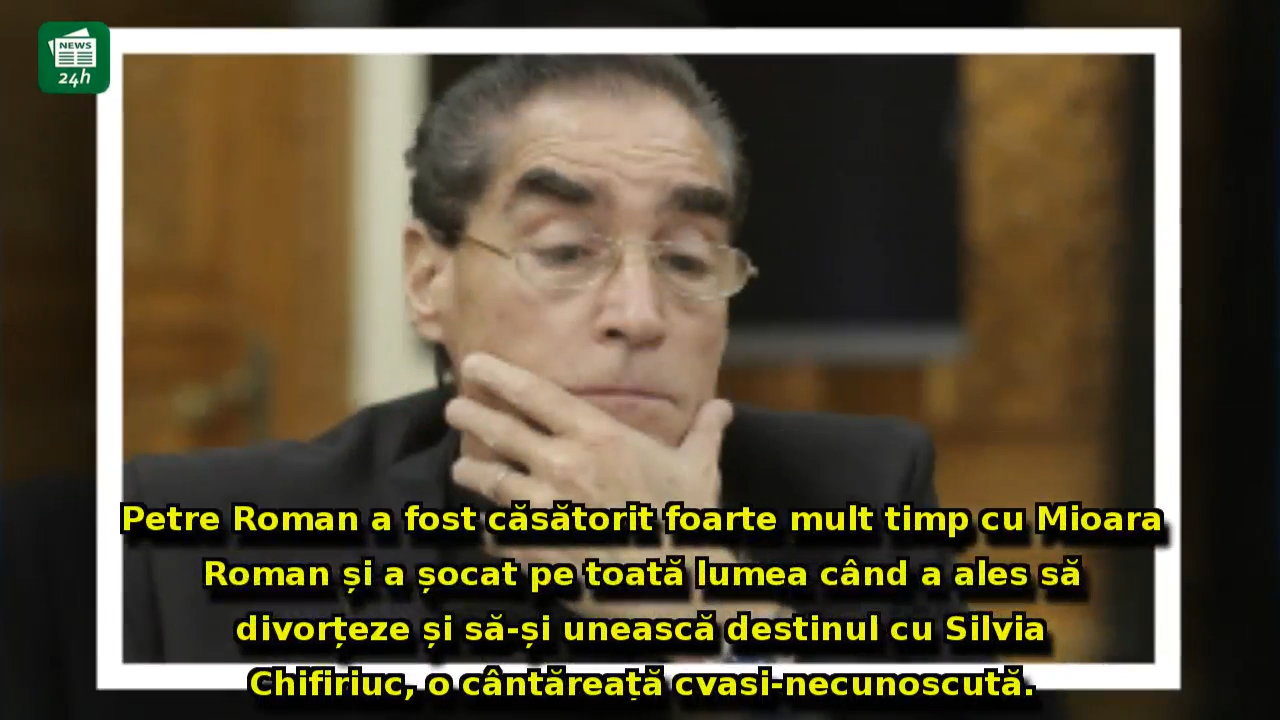 NEWS
24h
Petre Roman a fost căsătorit foarte mult timp cu Mioara
Roman și a șocat pe toată lumea când a ales să
divorțeze și să-și unească destinul cu Silvia
Chifiriuc, o cântăreață cvasi-necunoscută.